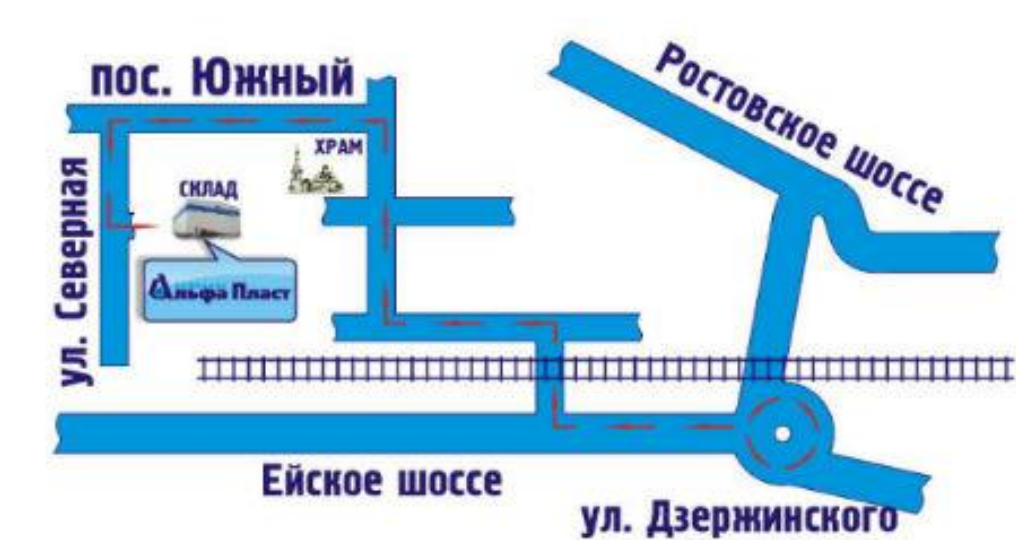 пос. Южный
Ростовское шоссе
ХРАМ
СКЛАД
ул. Северная
Альфа Пласт
Ейское шоссе
ул. Дзержинского